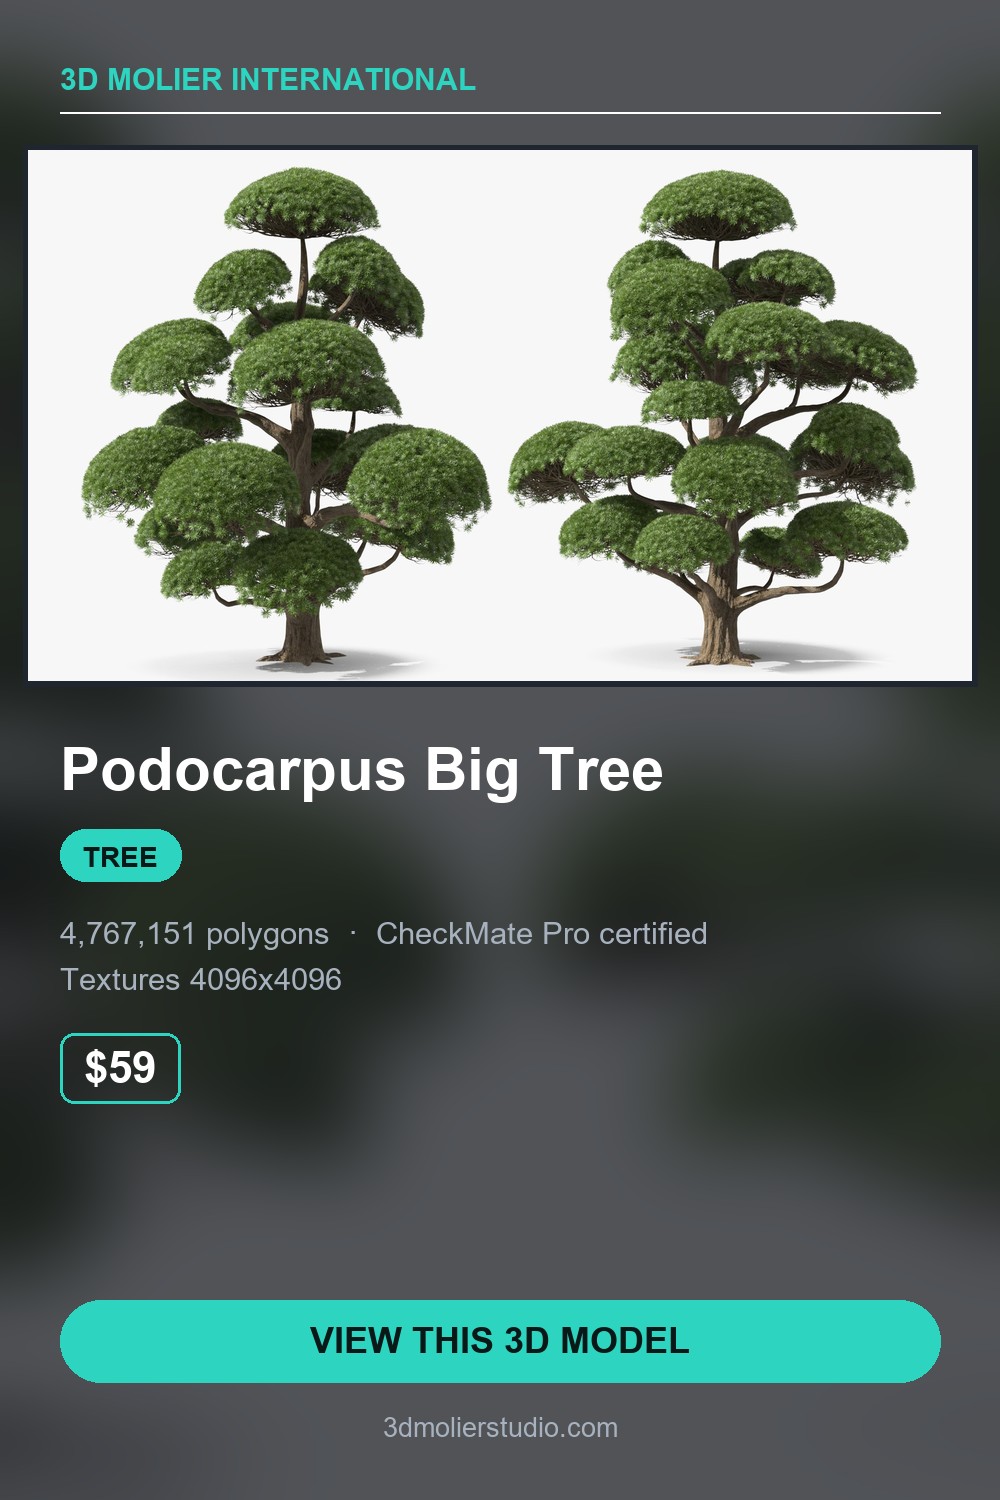 3D MOLIER INTERNATIONAL
Podocarpus Big Tree
TREE
4,767,151 polygons · CheckMate Pro certified
Textures 4096x4096
$59
VIEW THIS 3D MODEL
3dmolierstudio.com